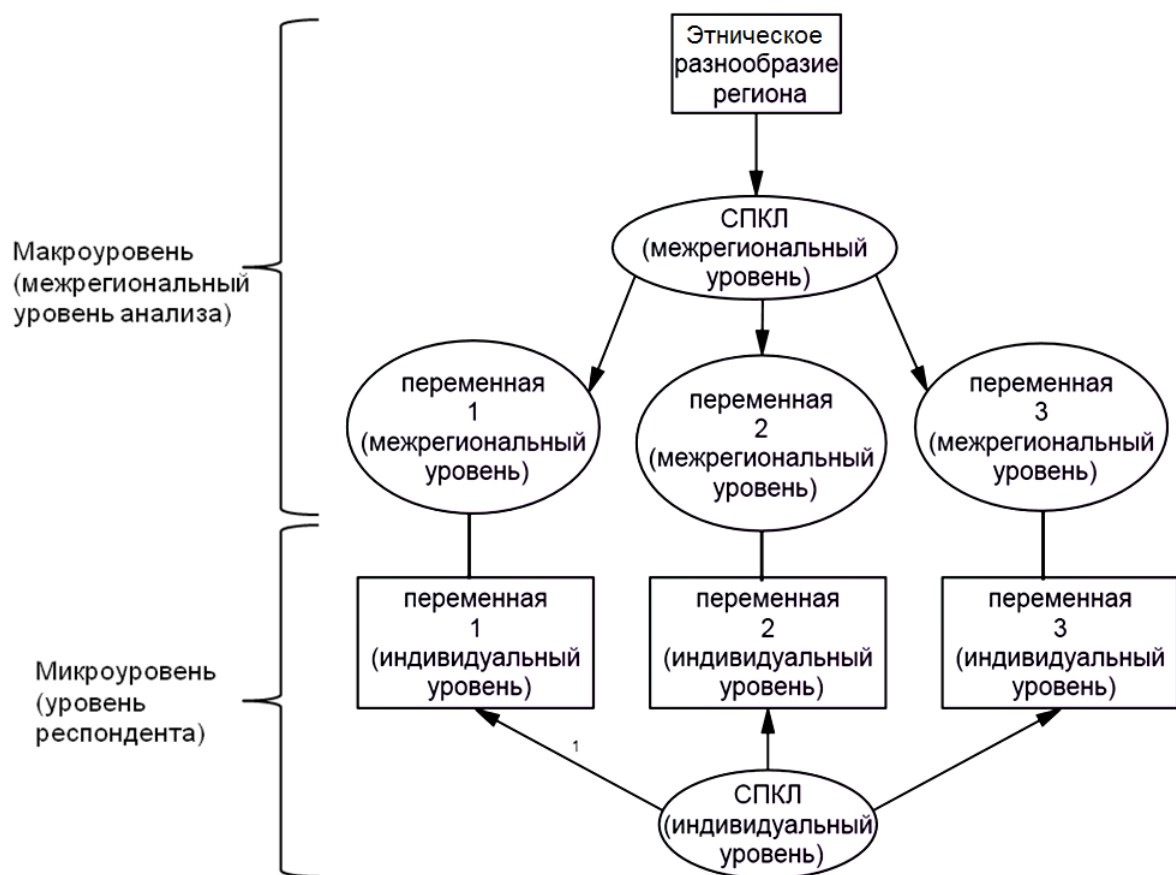 Этническое
разнообразие
региона
СПКЛ
(межрегиональный
уровень)
Макроуровень
(межрегиональный
уровень анализа)
переменная
1
(межрегиональный
уровень)
переменная
2
(межрегиональный
уровень)
переменная
3
(межрегиональный
уровень)
переменная
1
(индивидуальный
уровень)
переменная
2
(индивидуальный
уровень)
переменная
3
(индивидуальный
уровень)
Микроуровень
(уровень
респондента)
1
СПКЛ
(индивидуальный
уровень)